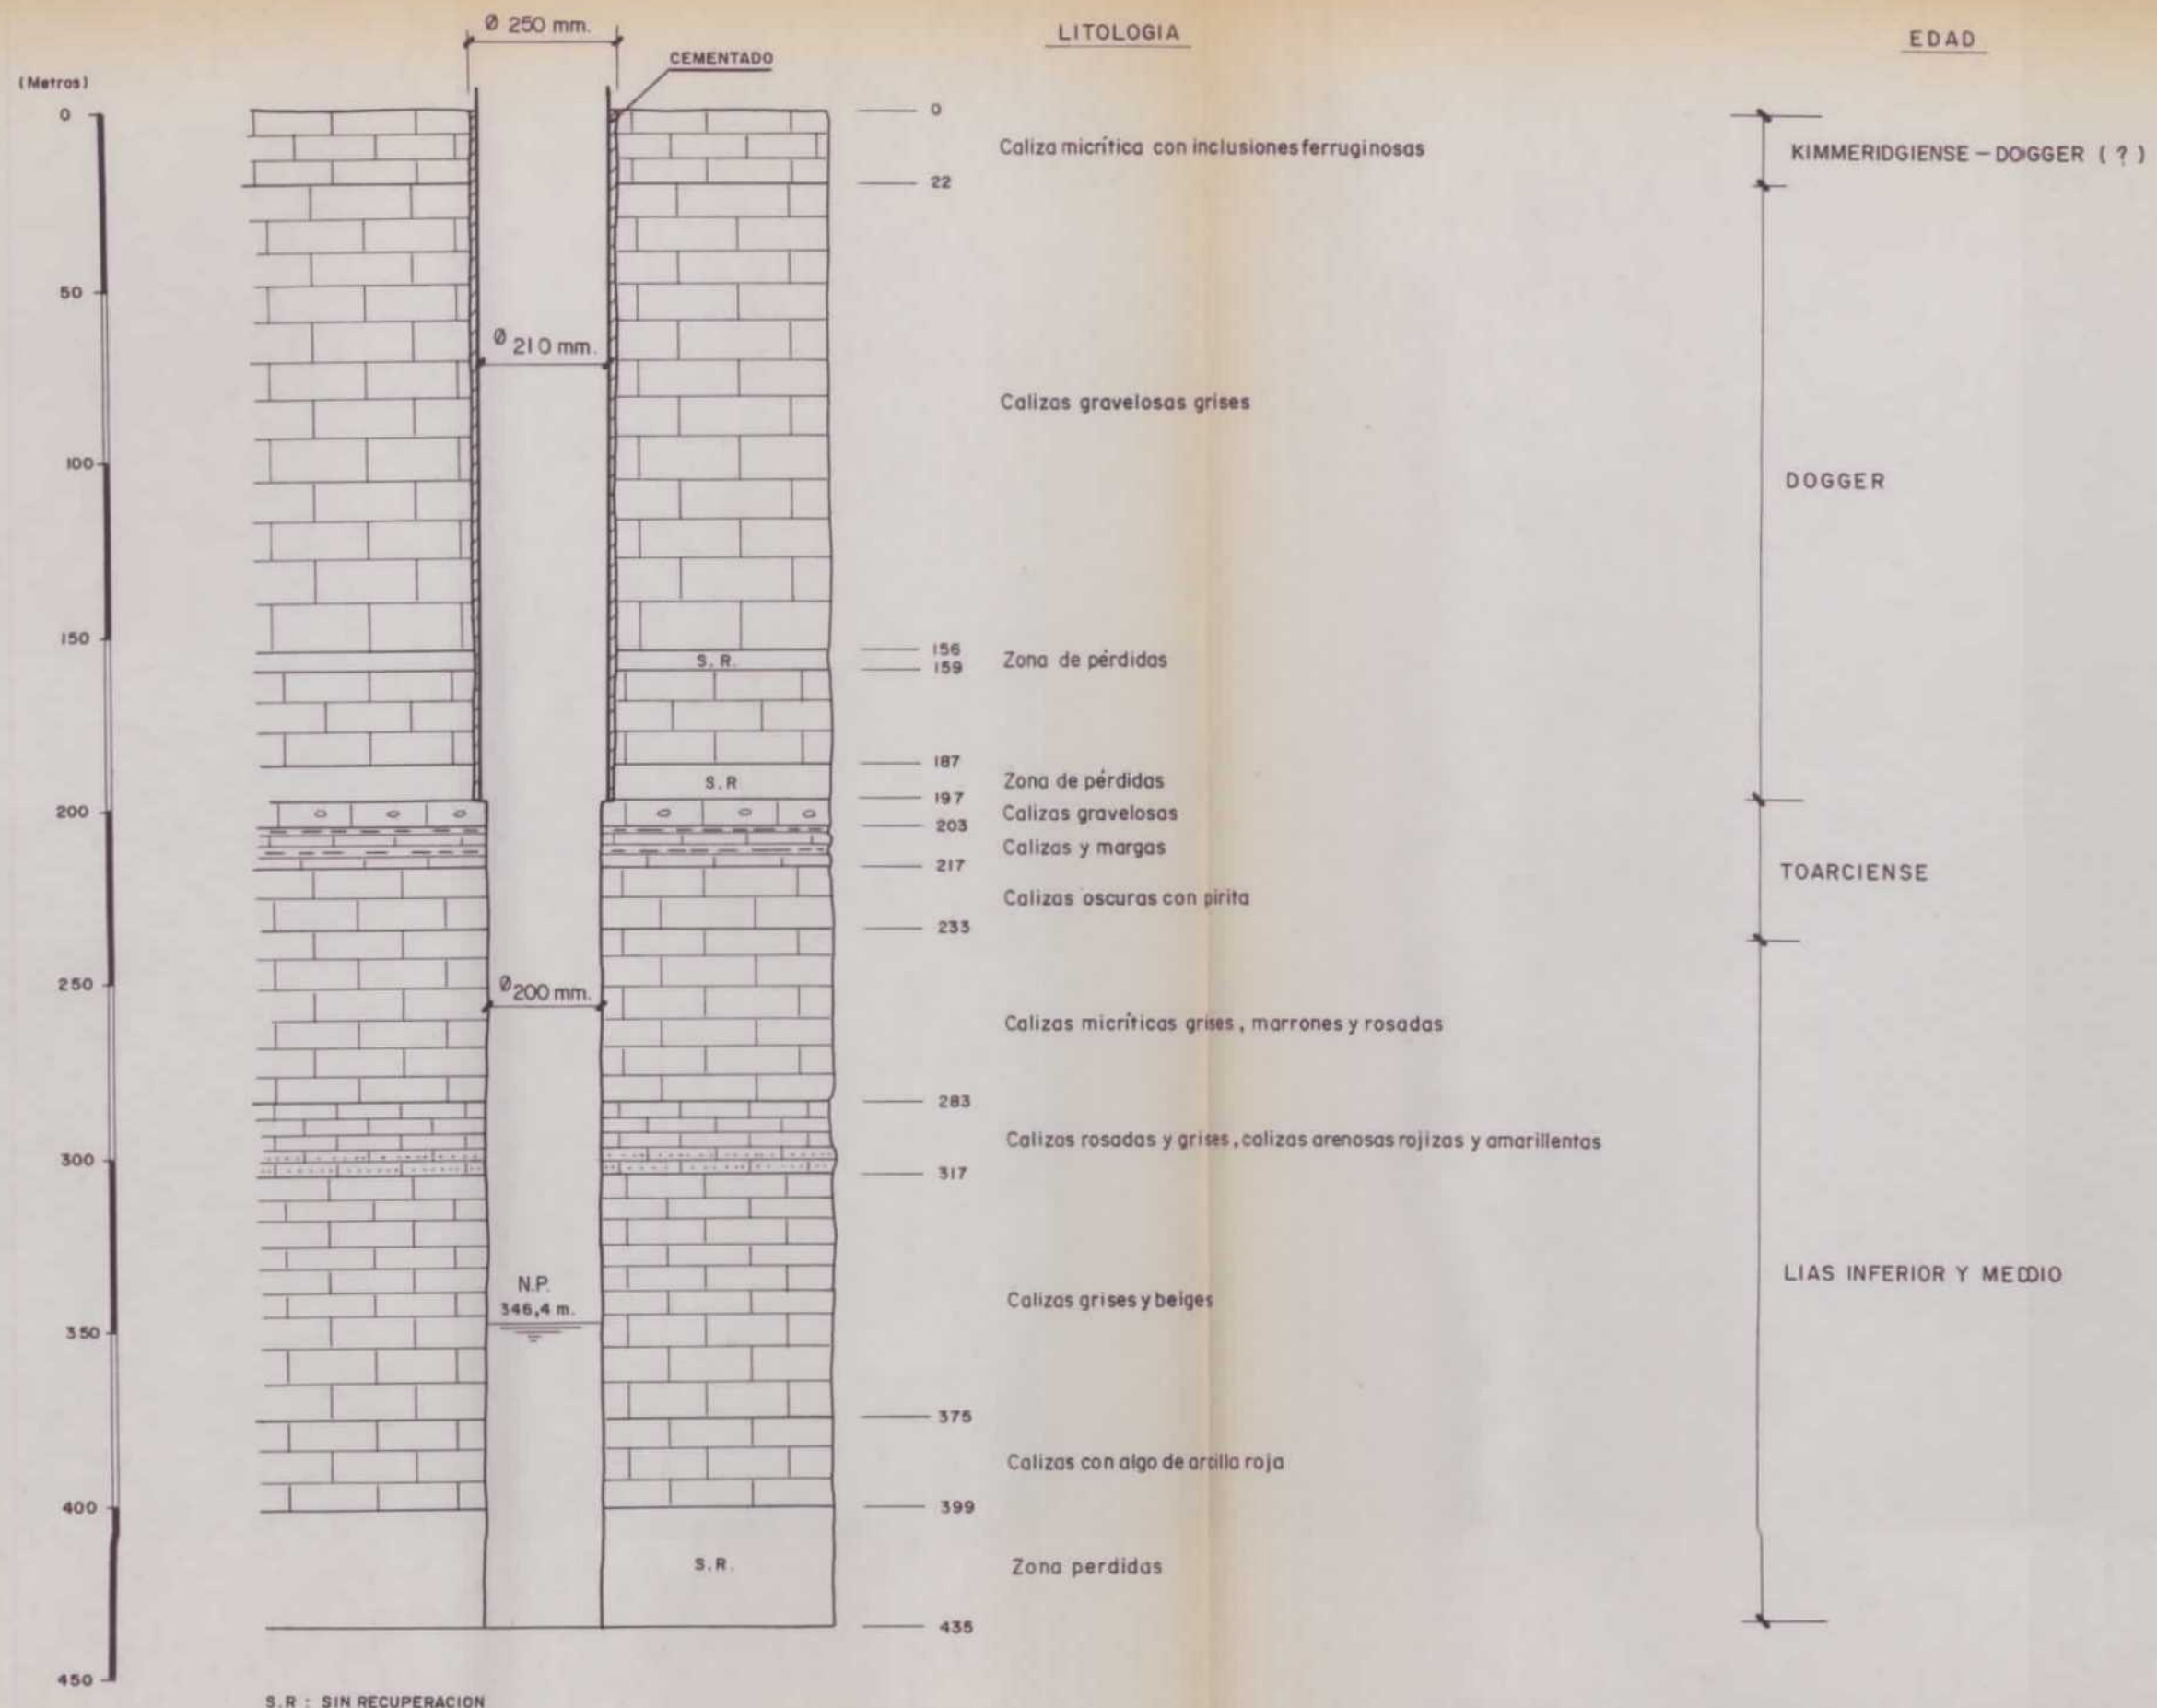 Ø 250 mm.
LITOLOGIA
EDAD
CEMENTADO
(Metros)
0
0
Caliza micrítica con inclusiones ferruginosas
KIMMERIDGIENSE - DOGGER ( ? )
22
50
Ø 210 mm.
Calizas gravelosas grises
100
DOGGER
150
156
S. R.
Zona de pérdidas
159
187
S.R
Zona de pérdidas
197
200
Calizas gravelosas
203
Calizas y margas
217
TOARCIENSE
Calizas oscuras con pirita
233
250
Ø 200 mm.
Calizas micríticas grises, marrones y rosadas
283
Calizas rosadas y grises, calizas arenosas rojizas y amarillentas
300
317
LIAS INFERIOR Y MEDIO
N.P.
346,4 m.
Calizas grises y beiges
350
375
Calizas con algo de arcilla roja
400
399
S.R.
Zona perdidas
435
450
S.R : SIN RECUPERACION